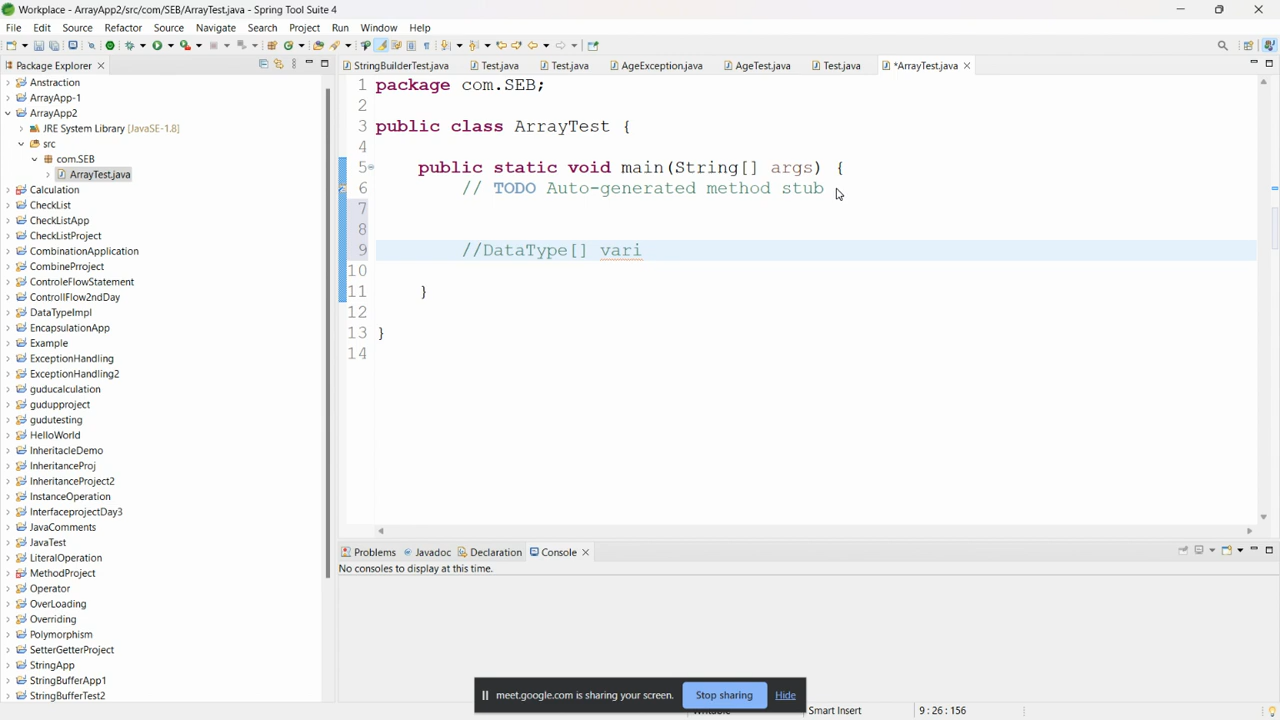 Workplace - ArrayApp2/src/com/SEB/ArrayTest.java - Spring Tool Suite 4
File Edit Source Refactor Source Navigate Search Project Run Window Help
Package Explorer
StringBuilderTest.java Test.java Test.java AgeException.java AgeTest.java Test.java *ArrayTest.java
Anstraction
ArrayApp-1
ArrayApp2
JRE System Library [JavaSE-1.8]
src
com.SEB
ArrayTest.java
Calculation
CheckList
CheckListApp
CheckListProject
CombinationApplication
CombinePrroject
ControleFlowStatement
ControllFlow2ndDay
DataTypeImpl
EncapsulationApp
Example
ExceptionHandling
ExceptionHandling2
guducalculation
gudupproject
gudutesting
HelloWorld
InheritacleDemo
InheritanceProj
InheritanceProject2
InstanceOperation
InterfaceprojectDay3
JavaComments
JavaTest
LiteralOperation
MethodProject
Operator
OverLoading
Overriding
Polymorphism
SetterGetterProject
StringApp
StringBufferApp1
StringBufferTest2
1 package com.SEB;
2
3 public class ArrayTest {
4
5 public static void main(String[] args) {
6 // TODO Auto-generated method stub
7
8
9 //DataType[] vari
10
11 }
12
13 }
14
Problems Javadoc Declaration Console
No consoles to display at this time.
meet.google.com is sharing your screen. Stop sharing Hide
Writable Smart Insert 9 : 26 : 156